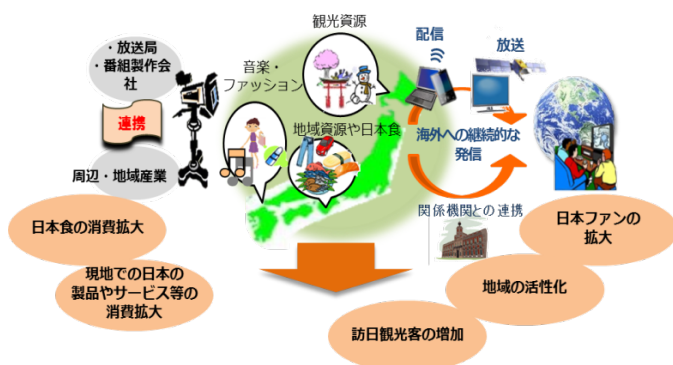 ・放送局
・番組製作会
社
連携
周辺・地域産業
音楽・
ファッション
観光資源
地域資源や日本食
配信
放送
海外への継続的な
発信
関係機関との連携
日本食の消費拡大
現地での日本の
製品やサービス等の
消費拡大
日本ファンの
拡大
地域の活性化
訪日観光客の増加